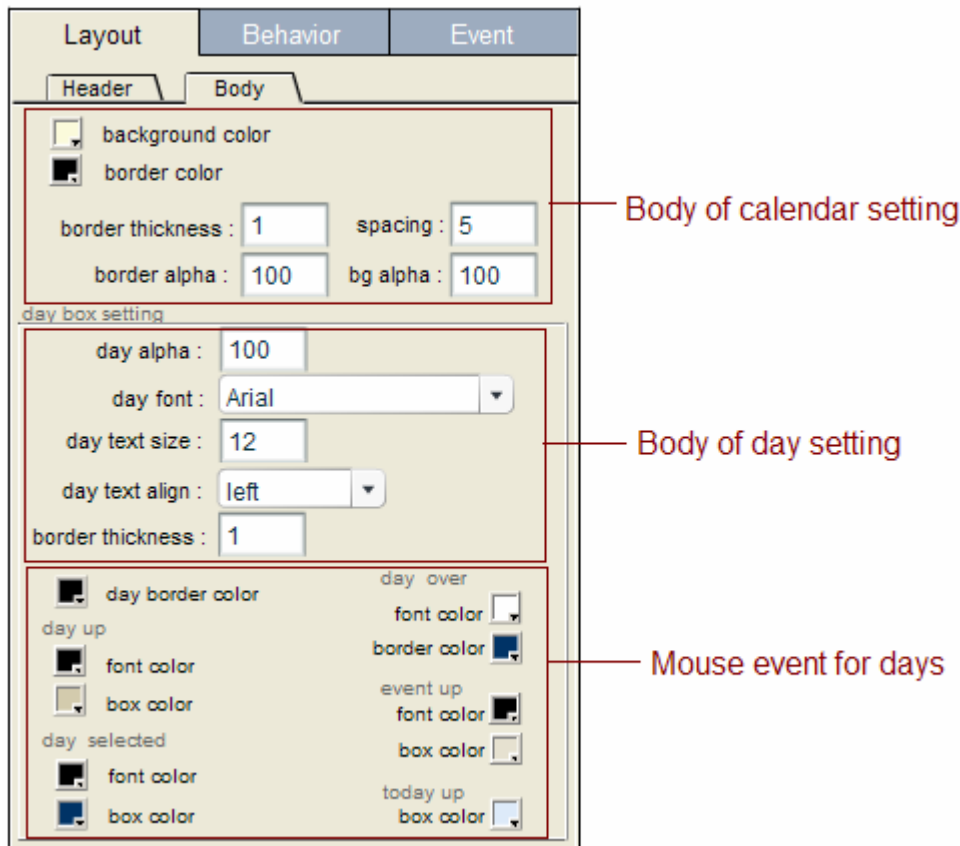 Layout Behavior Event
Header Body
background color
border color
border thickness : 1 spacing : 5
border alpha : 100 bg alpha : 100
Body of calendar setting
day box setting
day alpha : 100
day font : Arial
day text size : 12
day text align : left
border thickness : 1
Body of day setting
day border color
day up
font color
box color
day selected
font color
box color
day over
font color
border color
event up
font color
box color
today up
box color
Mouse event for days